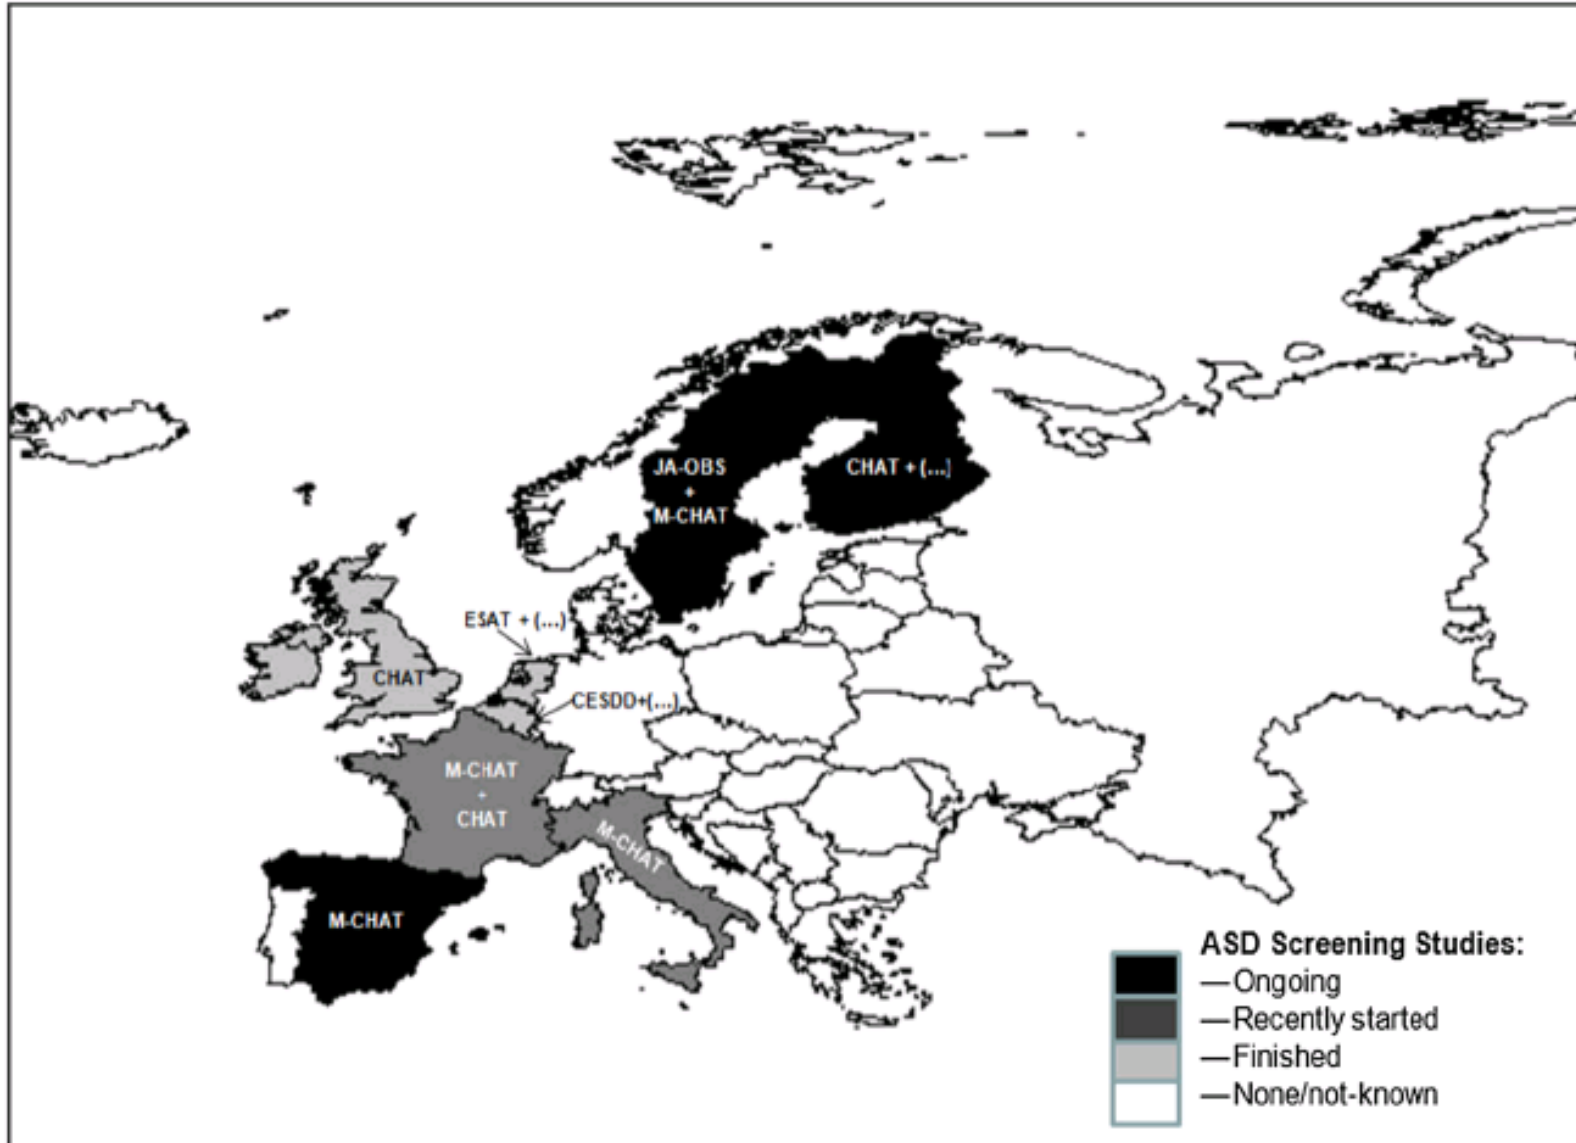 JA-OBS
+
M-CHAT
CHAT + (...)
ESAT + (...)
CHAT
CESDD+(...)
M-CHAT
+
CHAT
M-CHAT
M-CHAT
ASD Screening Studies:
—Ongoing
—Recently started
—Finished
—None/not-known